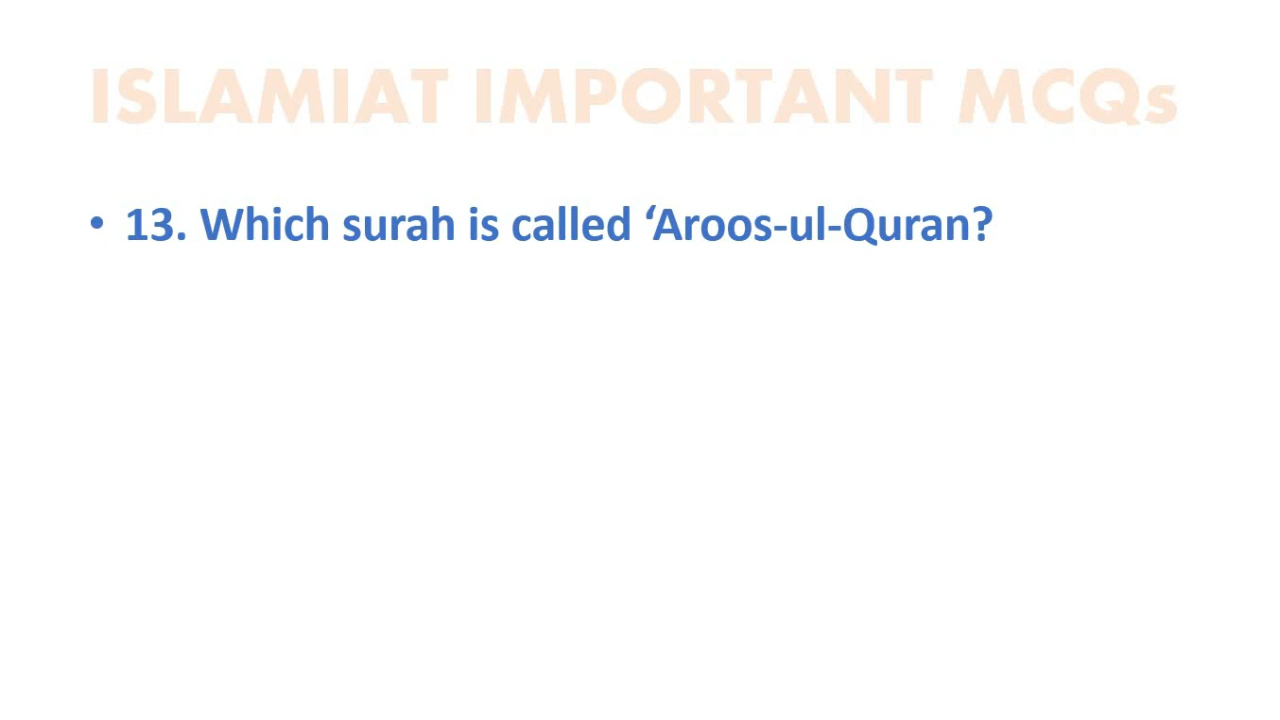 ISLAMIAT IMPORTANT MCQs
• 13. Which surah is called ‘Aroos-ul-Quran?